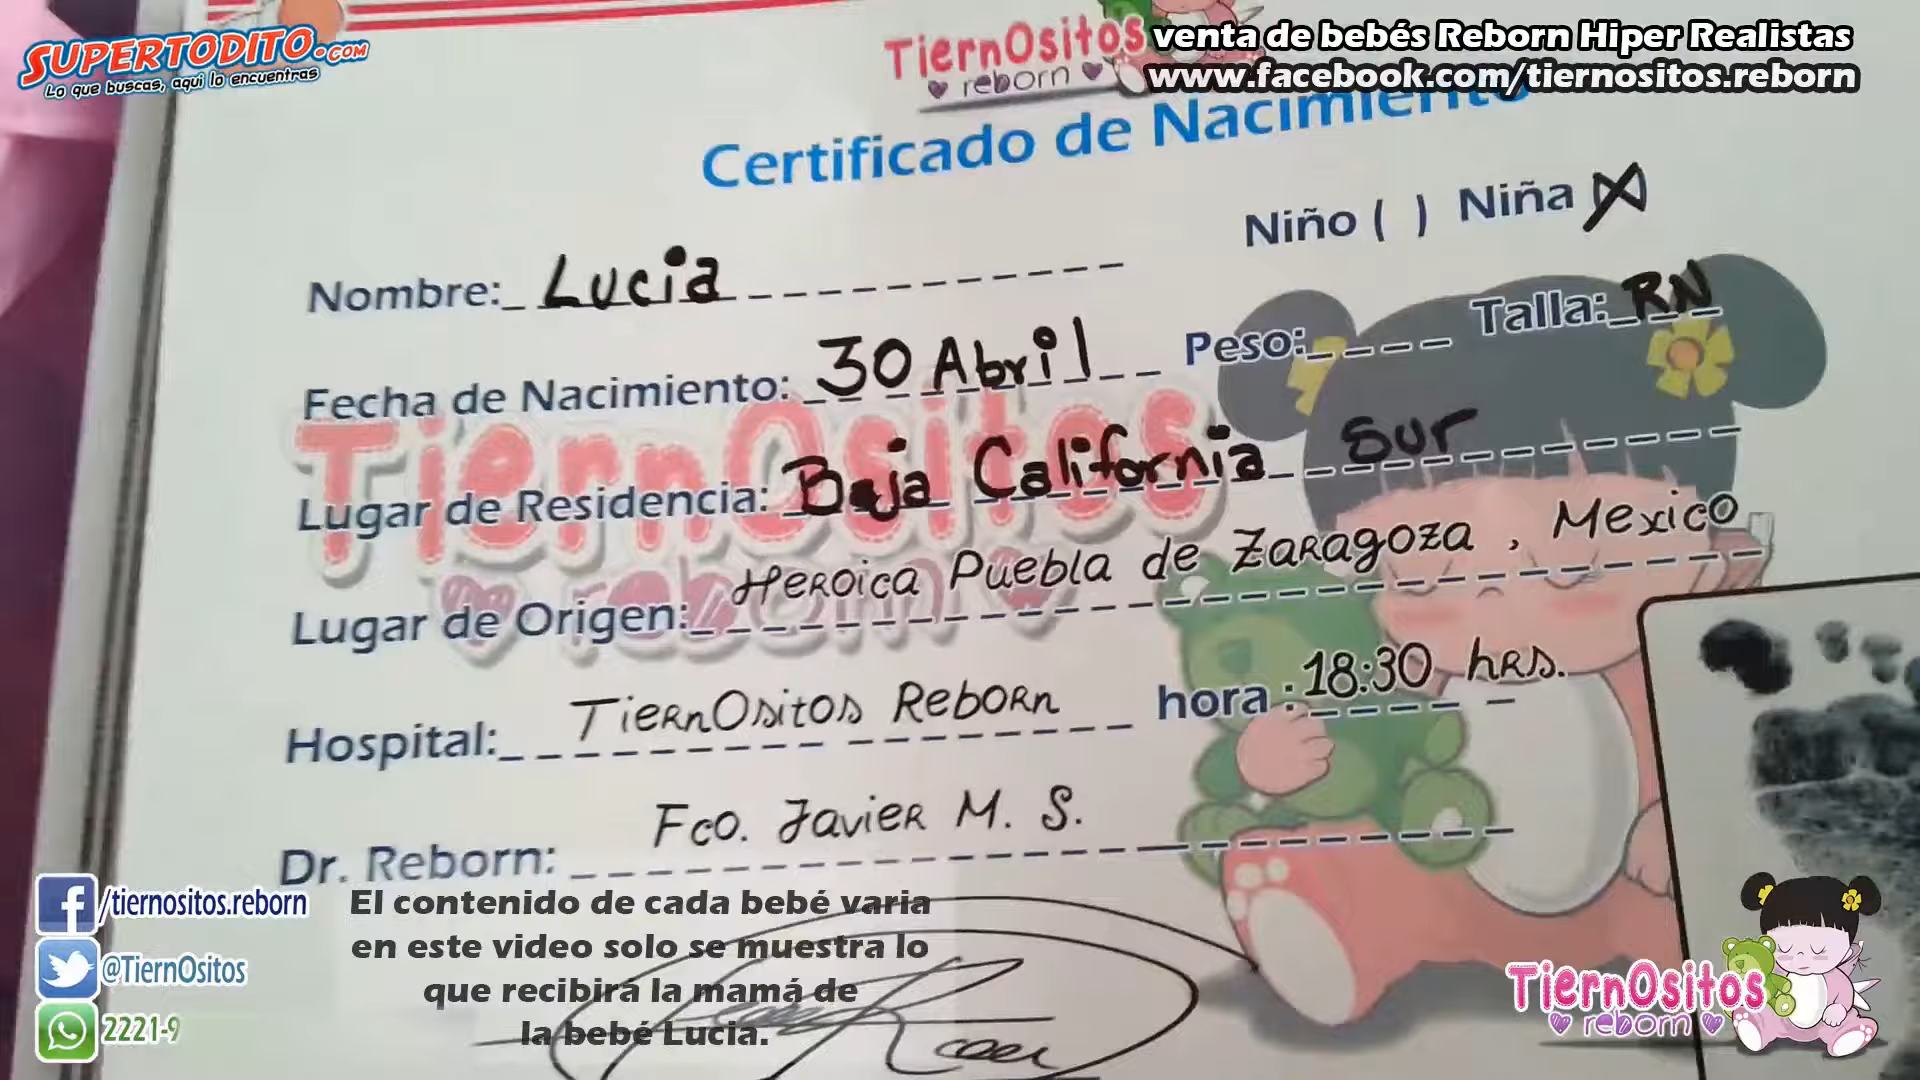 SUPERTODITO.COM
Lo que buscas, aquí lo encuentras
TiernOsitos
reborn
venta de bebés Reborn Hiper Realistas
www.facebook.com/tiernositos.reborn
Certificado de Nacimiento
Niño ( ) Niña X
Nombre: Lucia
Fecha de Nacimiento: 30 Abril Peso: Talla: RN
TiernOsitos
reborn
Lugar de Residencia: Baja California Sur
Lugar de Origen: Heroica Puebla de Zaragoza, Mexico
Hospital: TiernOsitos Reborn hora: 18:30 hrs.
Dr. Reborn: Fco. Javier M. S.
/tiernositos.reborn
@TiernOsitos
2221-9
El contenido de cada bebé varia
en este video solo se muestra lo
que recibirá la mamá de
la bebé Lucia.
TiernOsitos
reborn